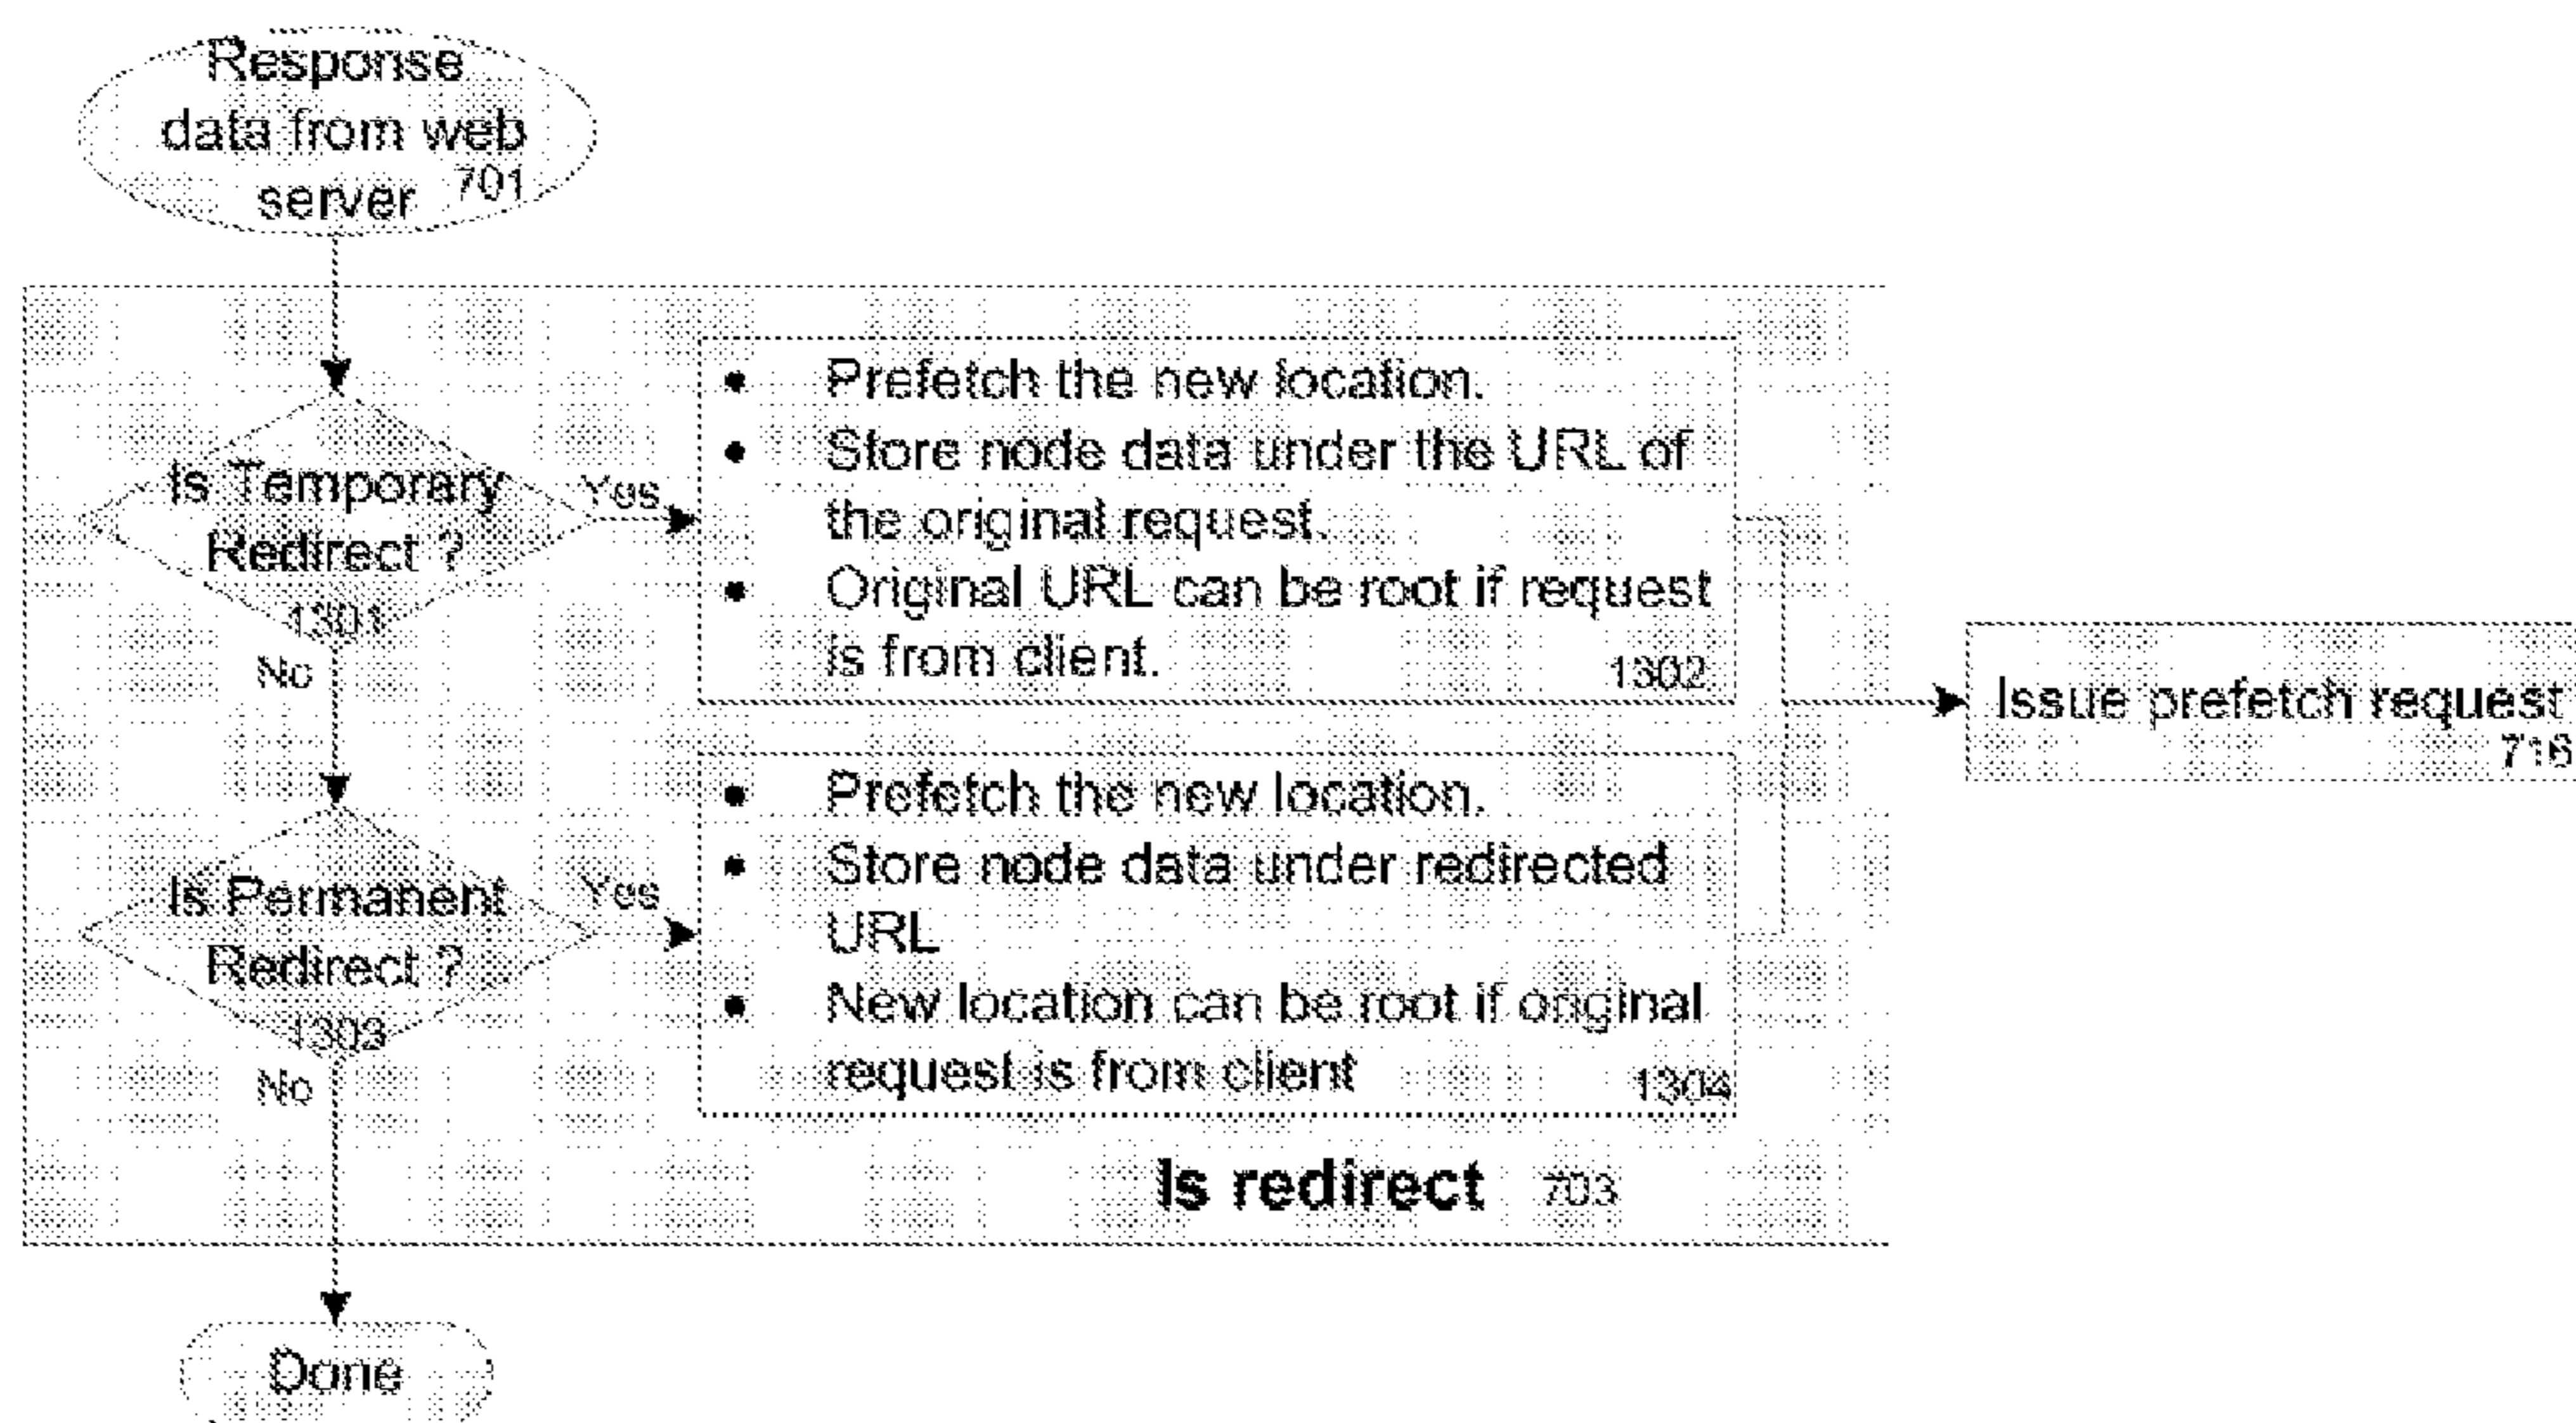 Response
data from web
server 701
Is Temporary
Redirect ?
1301
Yes
No
• Prefetch the new location.
• Store node data under the URL of
the original request.
• Original URL can be root if request
is from client.
1302
Is Permanent
Redirect ?
1303
Yes
No
• Prefetch the new location.
• Store node data under redirected
URL
• New location can be root if original
request is from client
1304
Issue prefetch request
716
Is redirect 703
Done